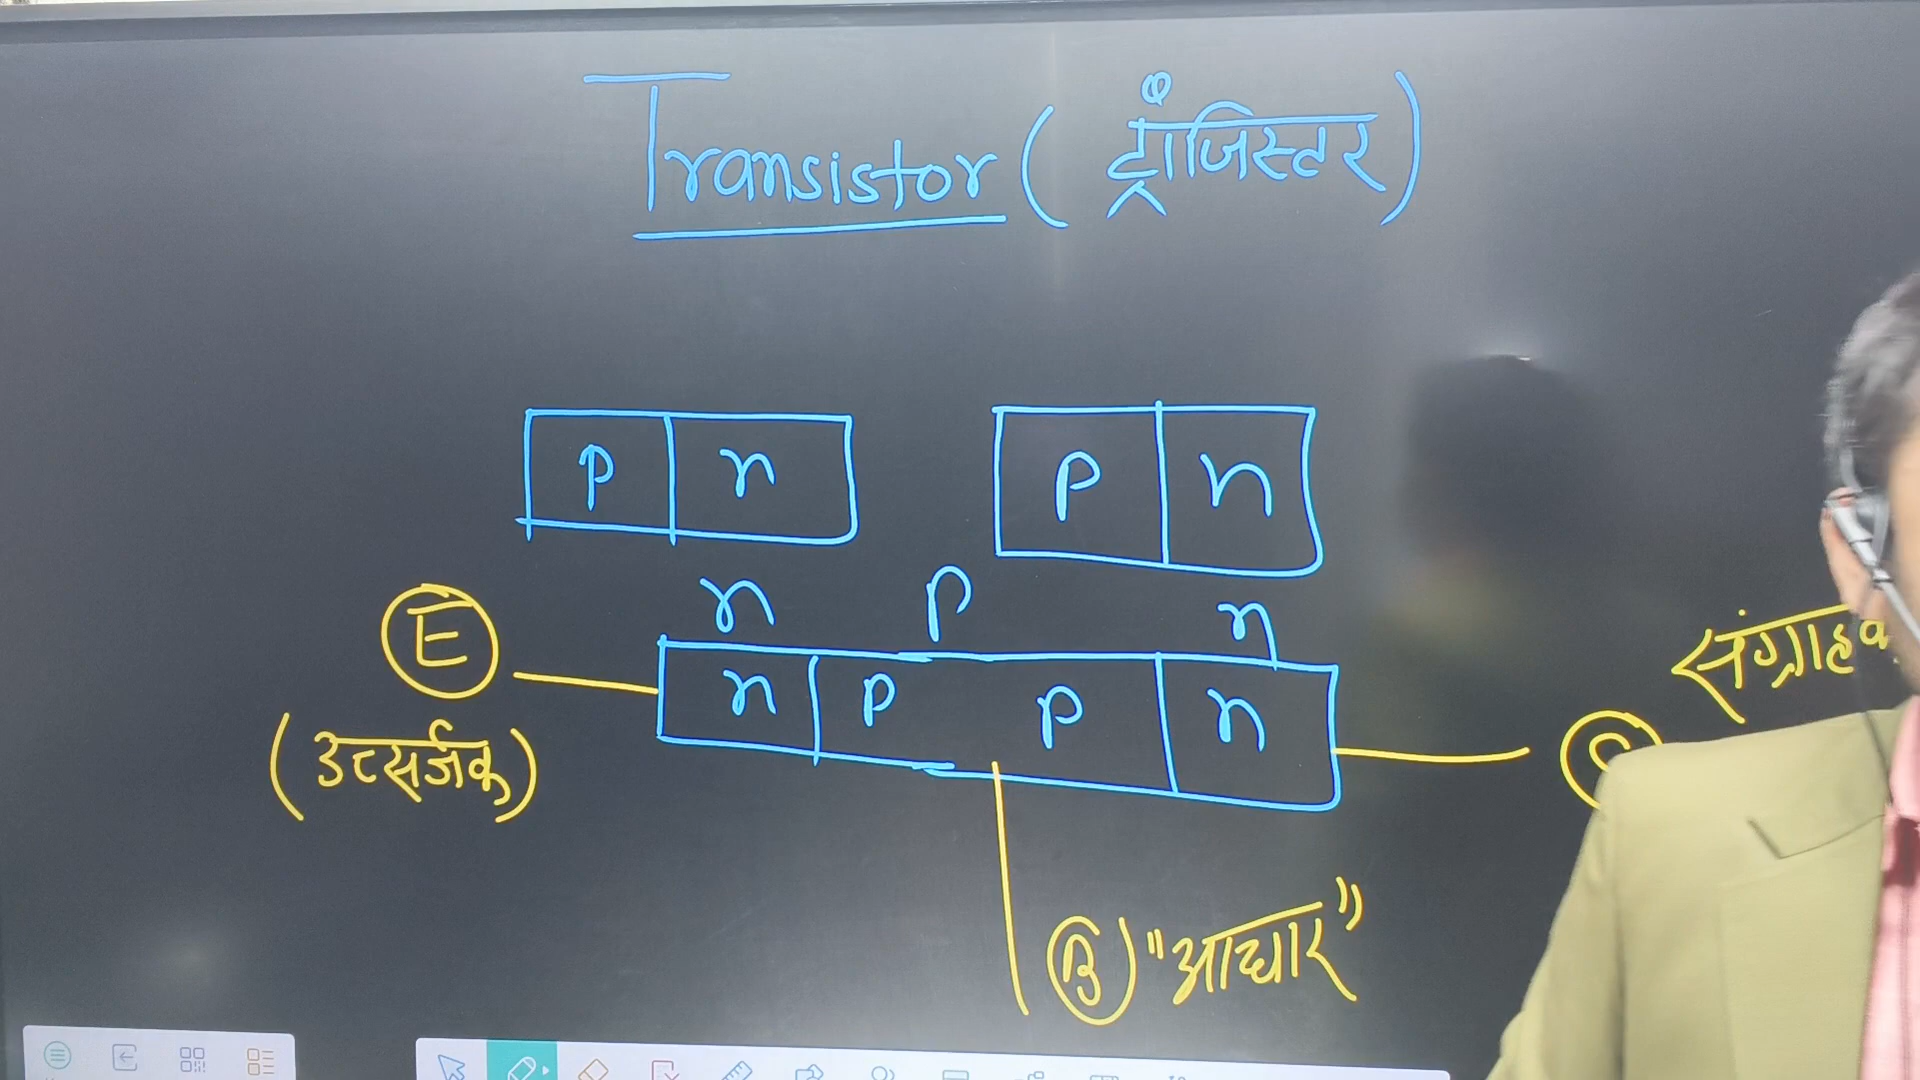 Transistor ( ट्रांजिस्टर )
p n p n
n p n
E n p p n
संग्राहक
(उत्सर्जक)
B "आधार"